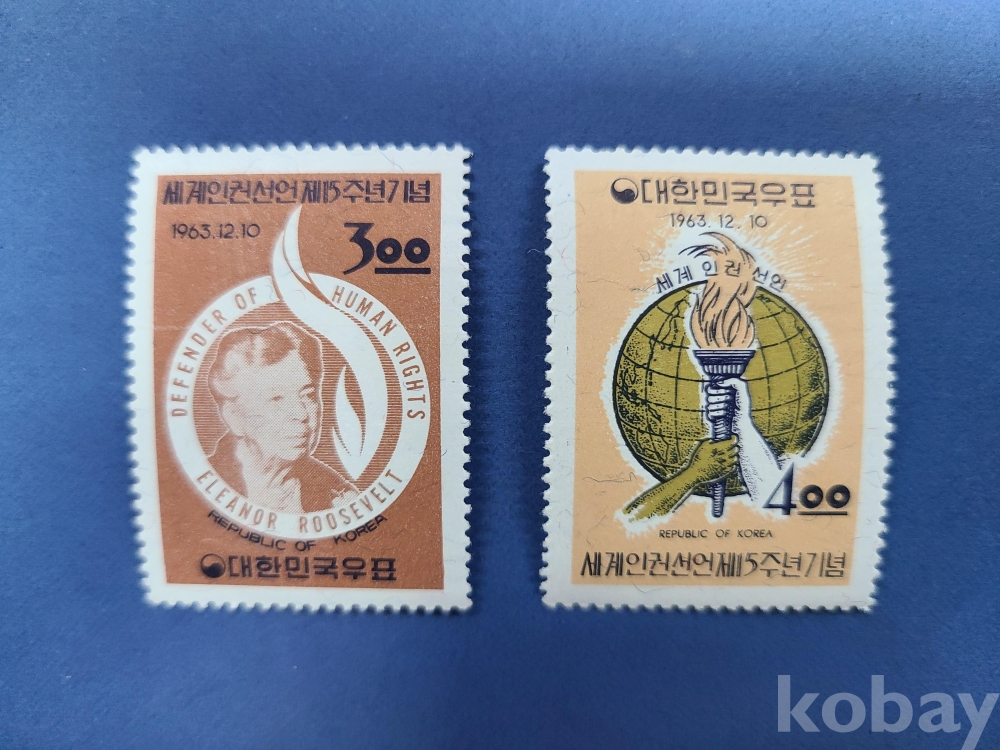 세계인권선언제15주년기념
1963.12.10
3.00
DEFENDER OF HUMAN RIGHTS
ELEANOR ROOSEVELT
REPUBLIC OF KOREA
대한민국우표
대한민국우표
1963.12.10
세계인권선언
4.00
REPUBLIC OF KOREA
세계인권선언제15주년기념
kobay